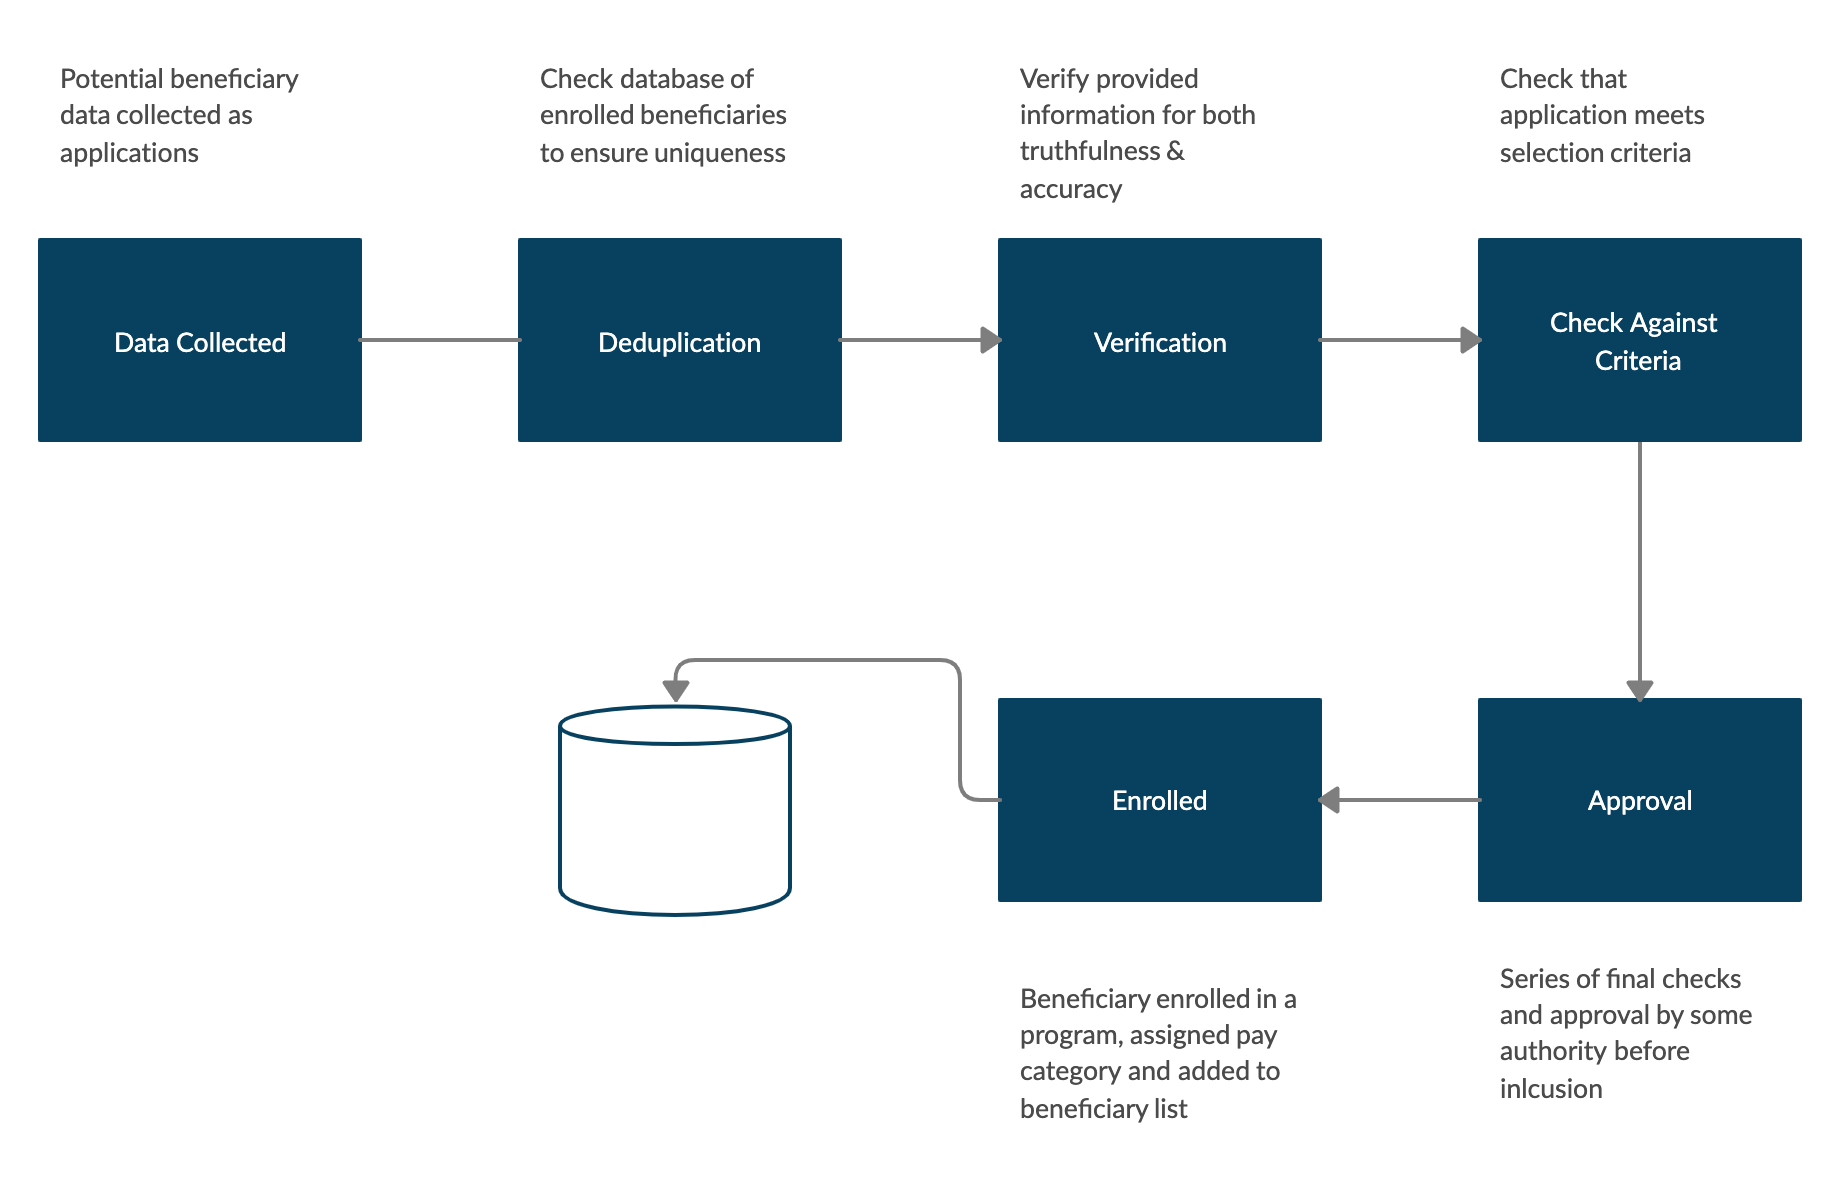 Potential beneficiary
data collected as
applications
Check database of
enrolled beneficiaries
to ensure uniqueness
Verify provided
information for both
truthfulness &
accuracy
Check that
application meets
selection criteria
Data Collected
Deduplication
Verification
Check Against
Criteria
Enrolled
Approval
Beneficiary enrolled in a
program, assigned pay
category and added to
beneficiary list
Series of final checks
and approval by some
authority before
inlcusion